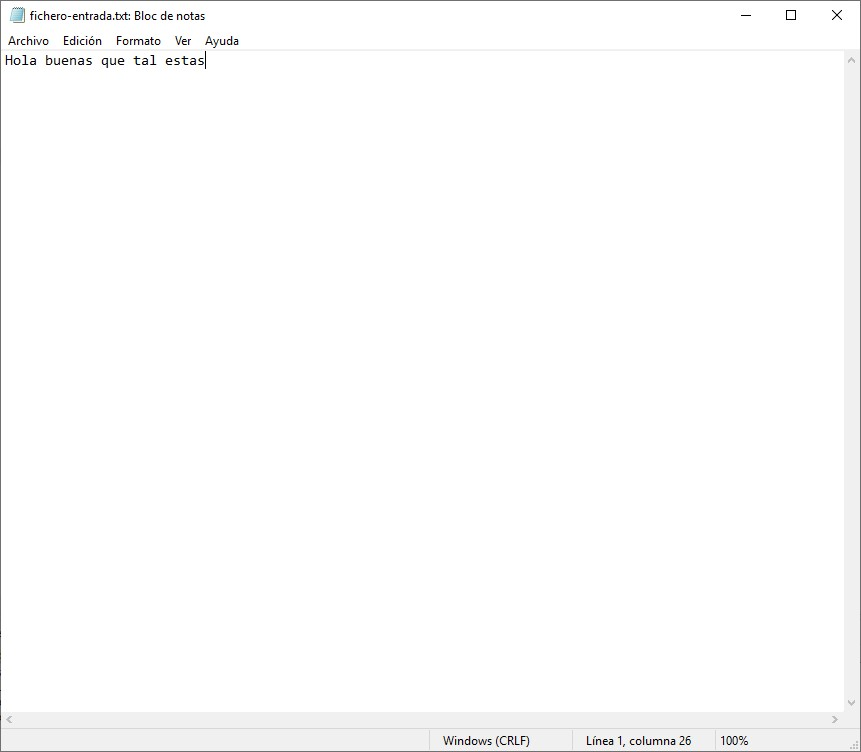 fichero-entrada.txt: Bloc de notas
Archivo Edición Formato Ver Ayuda
Hola buenas que tal estas
Windows (CRLF) Línea 1, columna 26 100%